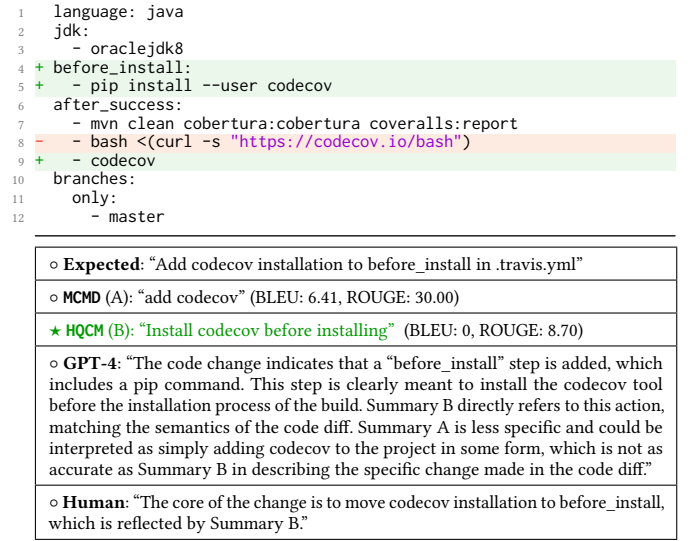 1 language: java
2 jdk:
3 - oraclejdk8
4 + before_install:
5 + - pip install --user codecov
6 after_success:
7 - mvn clean cobertura:cobertura coveralls:report
8 - - bash <(curl -s "https://codecov.io/bash")
9 + - codecov
10 branches:
11 only:
12 - master
○ Expected: “Add codecov installation to before_install in .travis.yml”
○ MCMD (A): “add codecov” (BLEU: 6.41, ROUGE: 30.00)
★ HQCM (B): “Install codecov before installing” (BLEU: 0, ROUGE: 8.70)
○ GPT-4: “The code change indicates that a “before_install” step is added, which
includes a pip command. This step is clearly meant to install the codecov tool
before the installation process of the build. Summary B directly refers to this action,
matching the semantics of the code diff. Summary A is less specific and could be
interpreted as simply adding codecov to the project in some form, which is not as
accurate as Summary B in describing the specific change made in the code diff.”
○ Human: “The core of the change is to move codecov installation to before_install,
which is reflected by Summary B.”